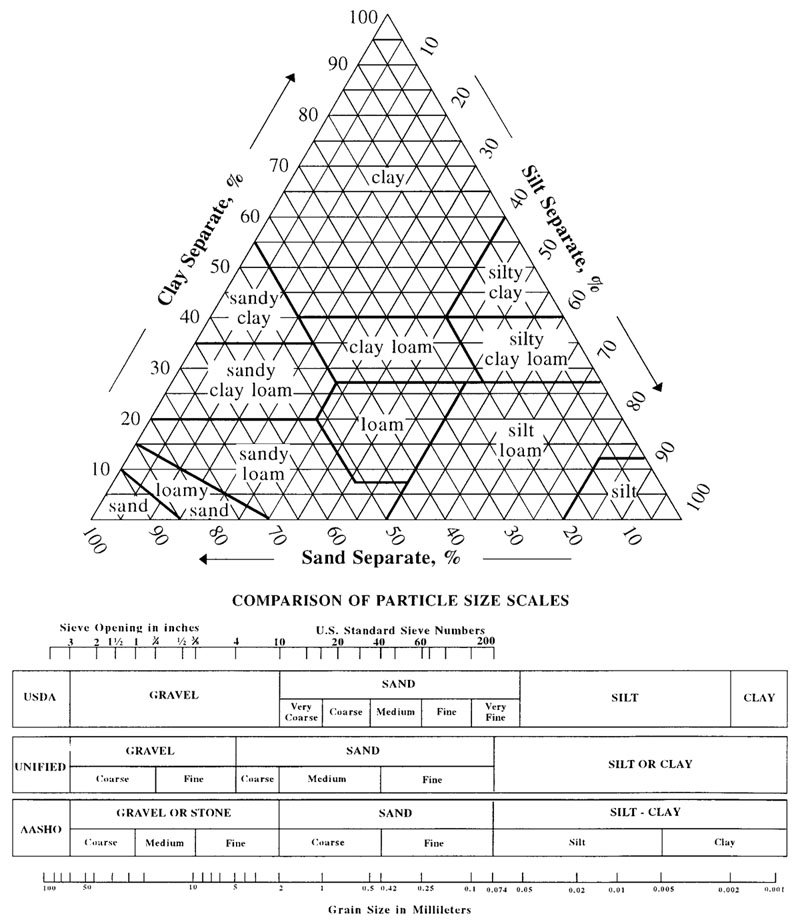 100
90
80
70
60
50
40
30
20
10
Clay Separate, %
10
20
30
40
50
60
70
80
90
100
Silt Separate, %
clay
silty
clay
sandy
clay
clay loam
silty
clay loam
sandy
clay loam
loam
silt
loam
sandy
loam
loamy
sand
sand
silt
100
90
80
70
60
50
40
30
20
10
Sand Separate, %
COMPARISON OF PARTICLE SIZE SCALES
Sieve Opening in inches
U.S. Standard Sieve Numbers
3 2 1½ 1 ¾ ½ ⅜ 4 10 20 40 60 200
USDA
GRAVEL
SAND
Very
Coarse
Coarse
Medium
Fine
Very
Fine
SILT
CLAY
UNIFIED
GRAVEL
Coarse
Fine
SAND
Coarse
Medium
Fine
SILT OR CLAY
AASHO
GRAVEL OR STONE
Coarse
Medium
Fine
SAND
Coarse
Fine
SILT - CLAY
Silt
Clay
100 50 10 5 2 1 0.5 0.42 0.25 0.1 0.074 0.05 0.02 0.01 0.005 0.002 0.001
Grain Size in Millileters